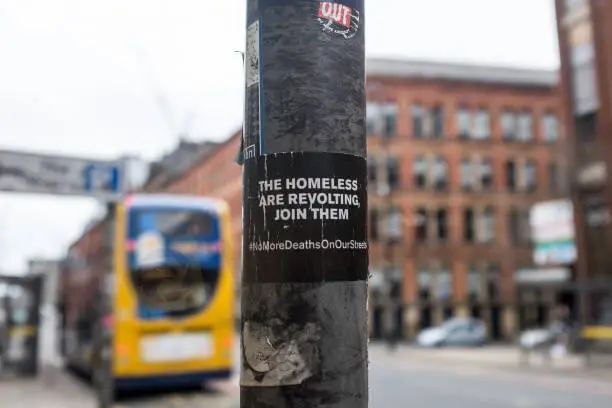 OUT
THE HOMELESS
ARE REVOLTING,
JOIN THEM
#NoMoreDeathsOnOurStreets